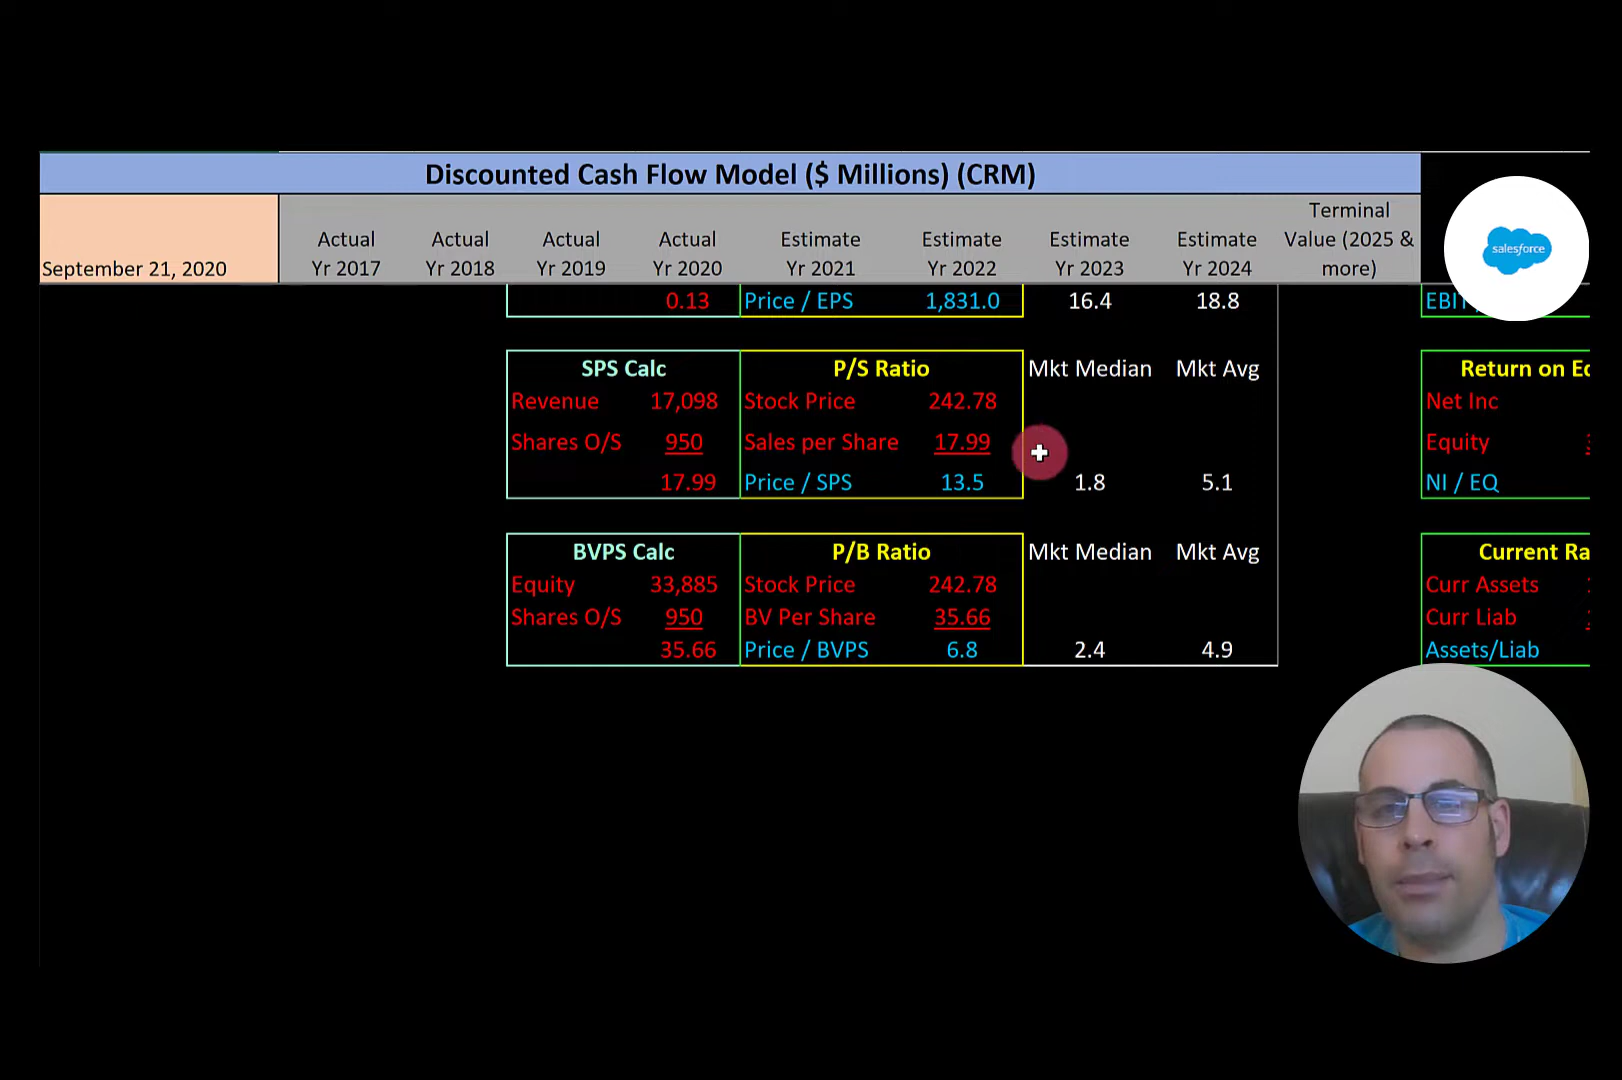 Discounted Cash Flow Model ($ Millions) (CRM)
September 21, 2020
Actual Yr 2017
Actual Yr 2018
Actual Yr 2019
Actual Yr 2020
Estimate Yr 2021
Estimate Yr 2022
Estimate Yr 2023
Estimate Yr 2024
Terminal Value (2025 & more)
salesforce
0.13 Price / EPS 1,831.0 16.4 18.8
SPS Calc P/S Ratio Mkt Median Mkt Avg
Revenue 17,098 Stock Price 242.78
Shares O/S 950 Sales per Share 17.99
17.99 Price / SPS 13.5 1.8 5.1
BVPS Calc P/B Ratio Mkt Median Mkt Avg
Equity 33,885 Stock Price 242.78
Shares O/S 950 BV Per Share 35.66
35.66 Price / BVPS 6.8 2.4 4.9
Return on
Net Inc
Equity
NI / EQ
Current
Curr Assets
Curr Liab
Assets/Liab